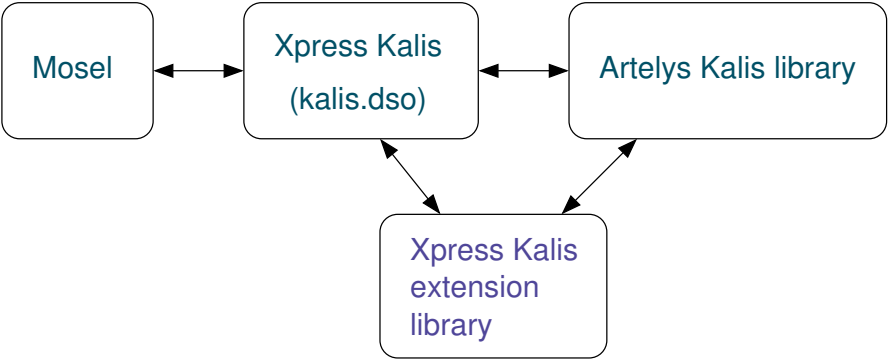 Mosel
Xpress Kalis
(kalis.dso)
Artelys Kalis library
Xpress Kalis
extension
library